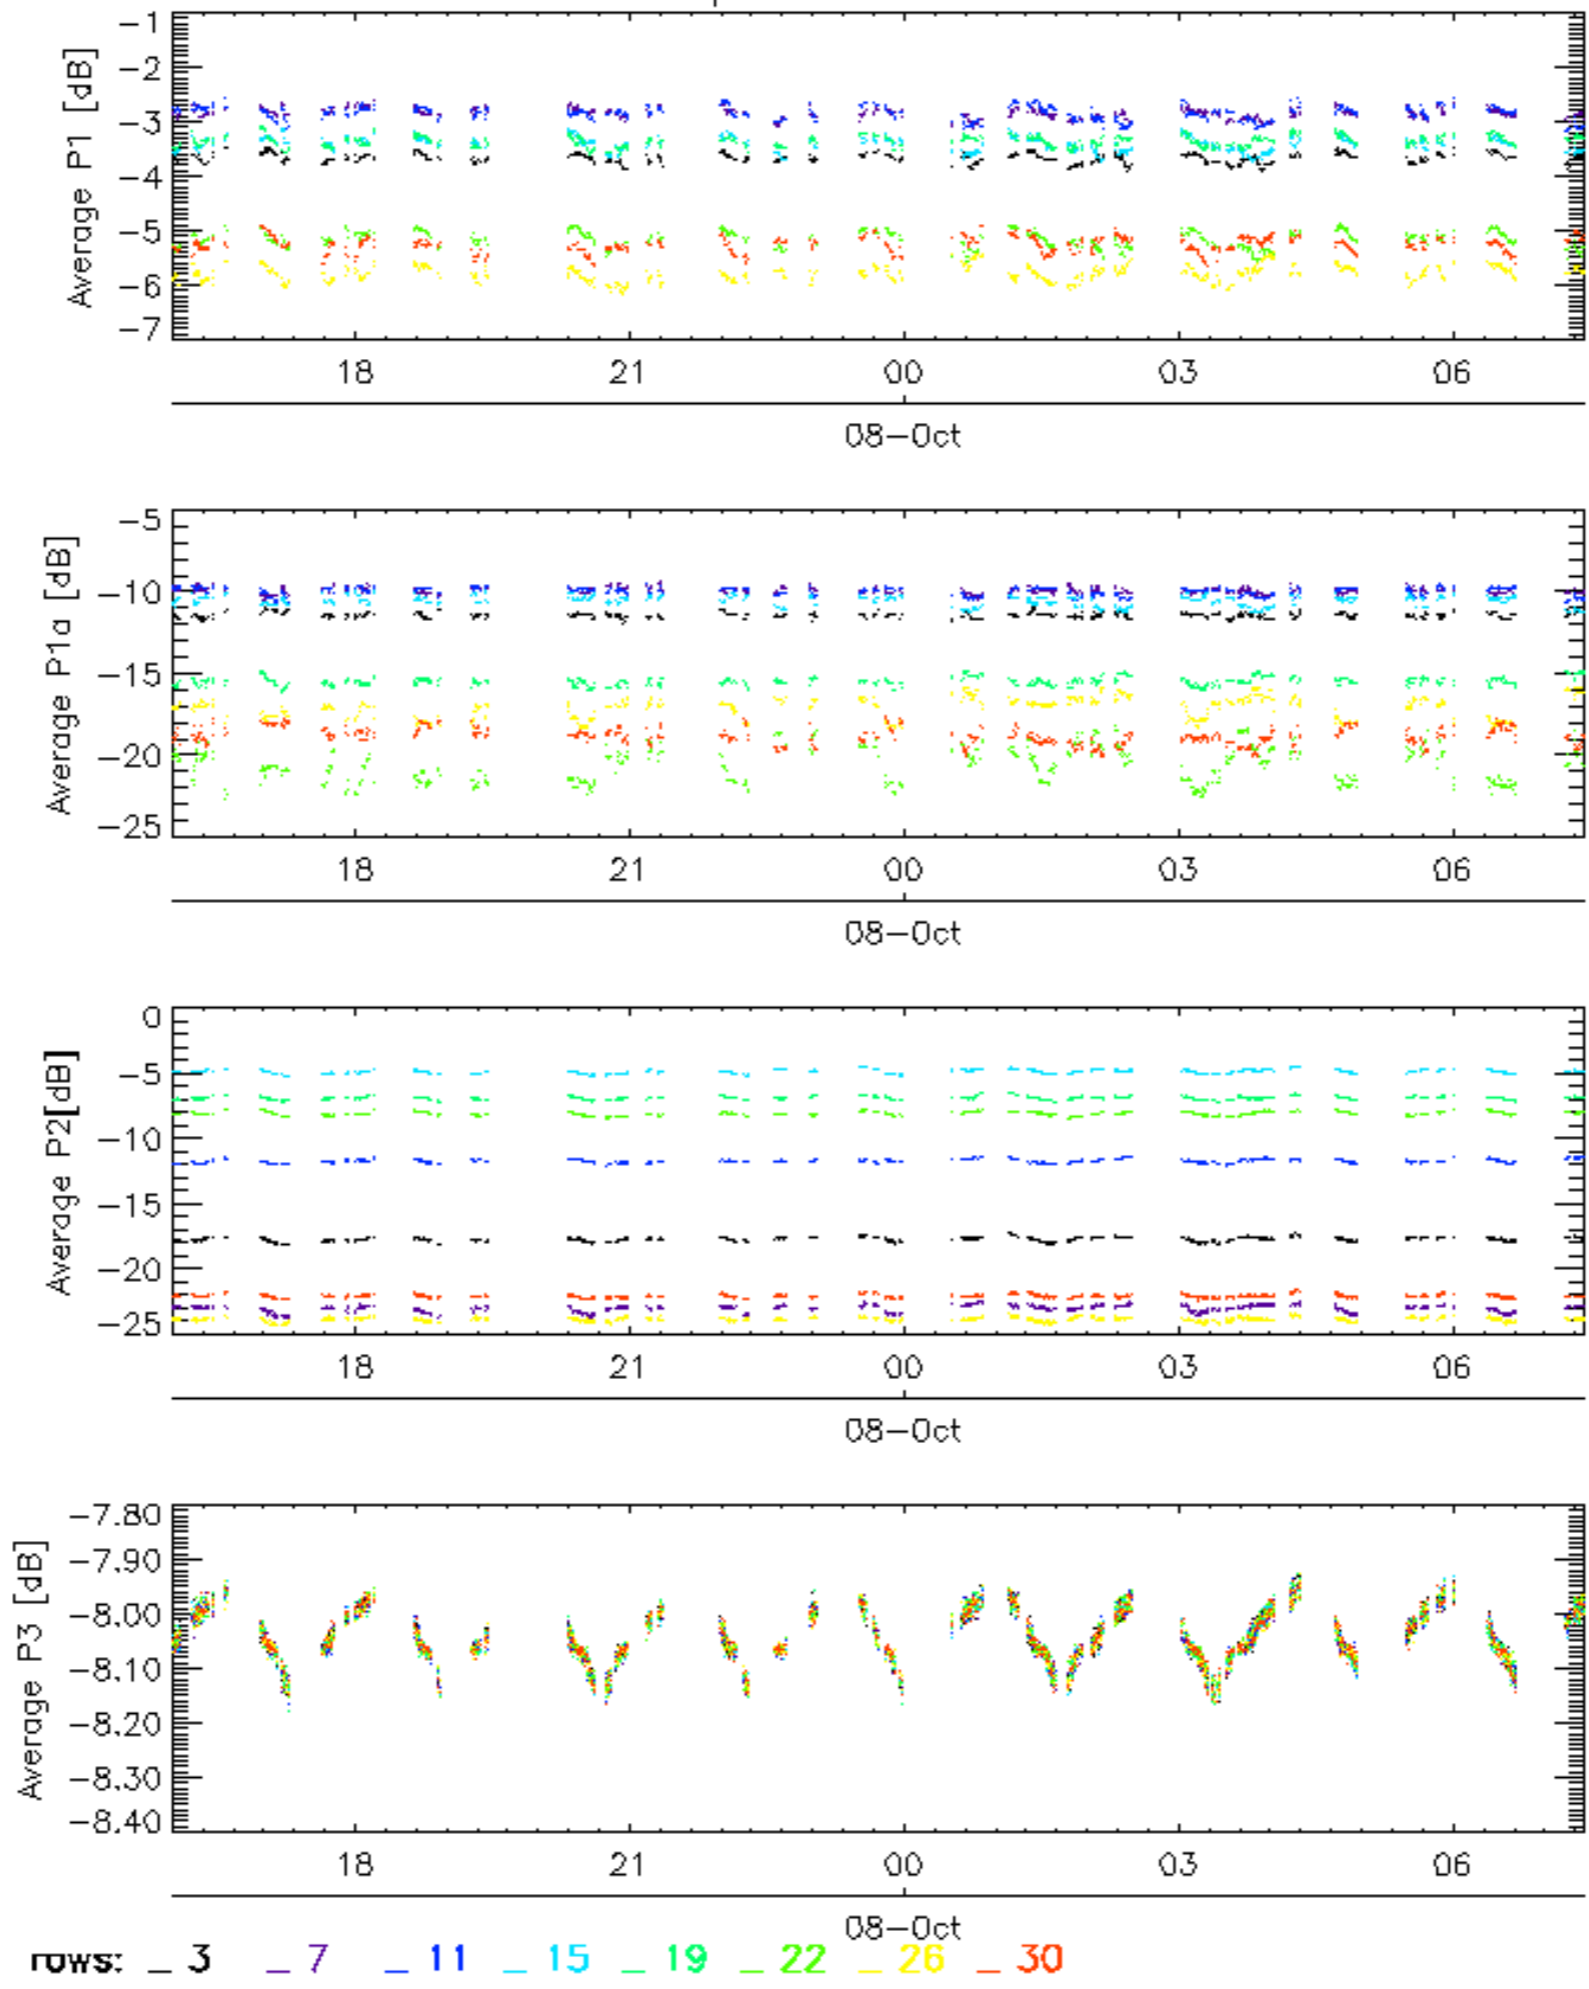 Average P1 [dB]
-1
-2
-3
-4
-5
-6
-7
18 21 00 03 06
08-Oct
Average P1a [dB]
-5
-10
-15
-20
-25
18 21 00 03 06
08-Oct
Average P2[dB]
0
-5
-10
-15
-20
-25
18 21 00 03 06
08-Oct
Average P3 [dB]
-7.80
-7.90
-8.00
-8.10
-8.20
-8.30
-8.40
18 21 00 03 06
08-Oct
rows: _ 3 _ 7 _ 11 _ 15 _ 19 _ 22 _ 26 _ 30